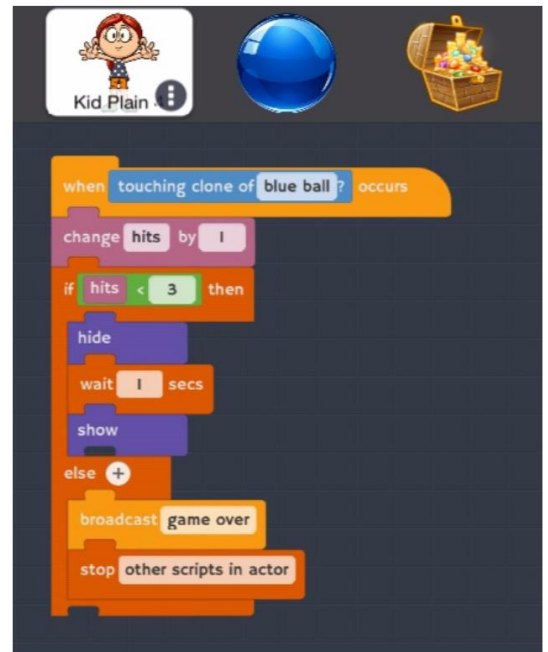 Kid Plain
when touching clone of blue ball ? occurs
change hits by 1
if hits < 3 then
hide
wait 1 secs
show
else +
broadcast game over
stop other scripts in actor